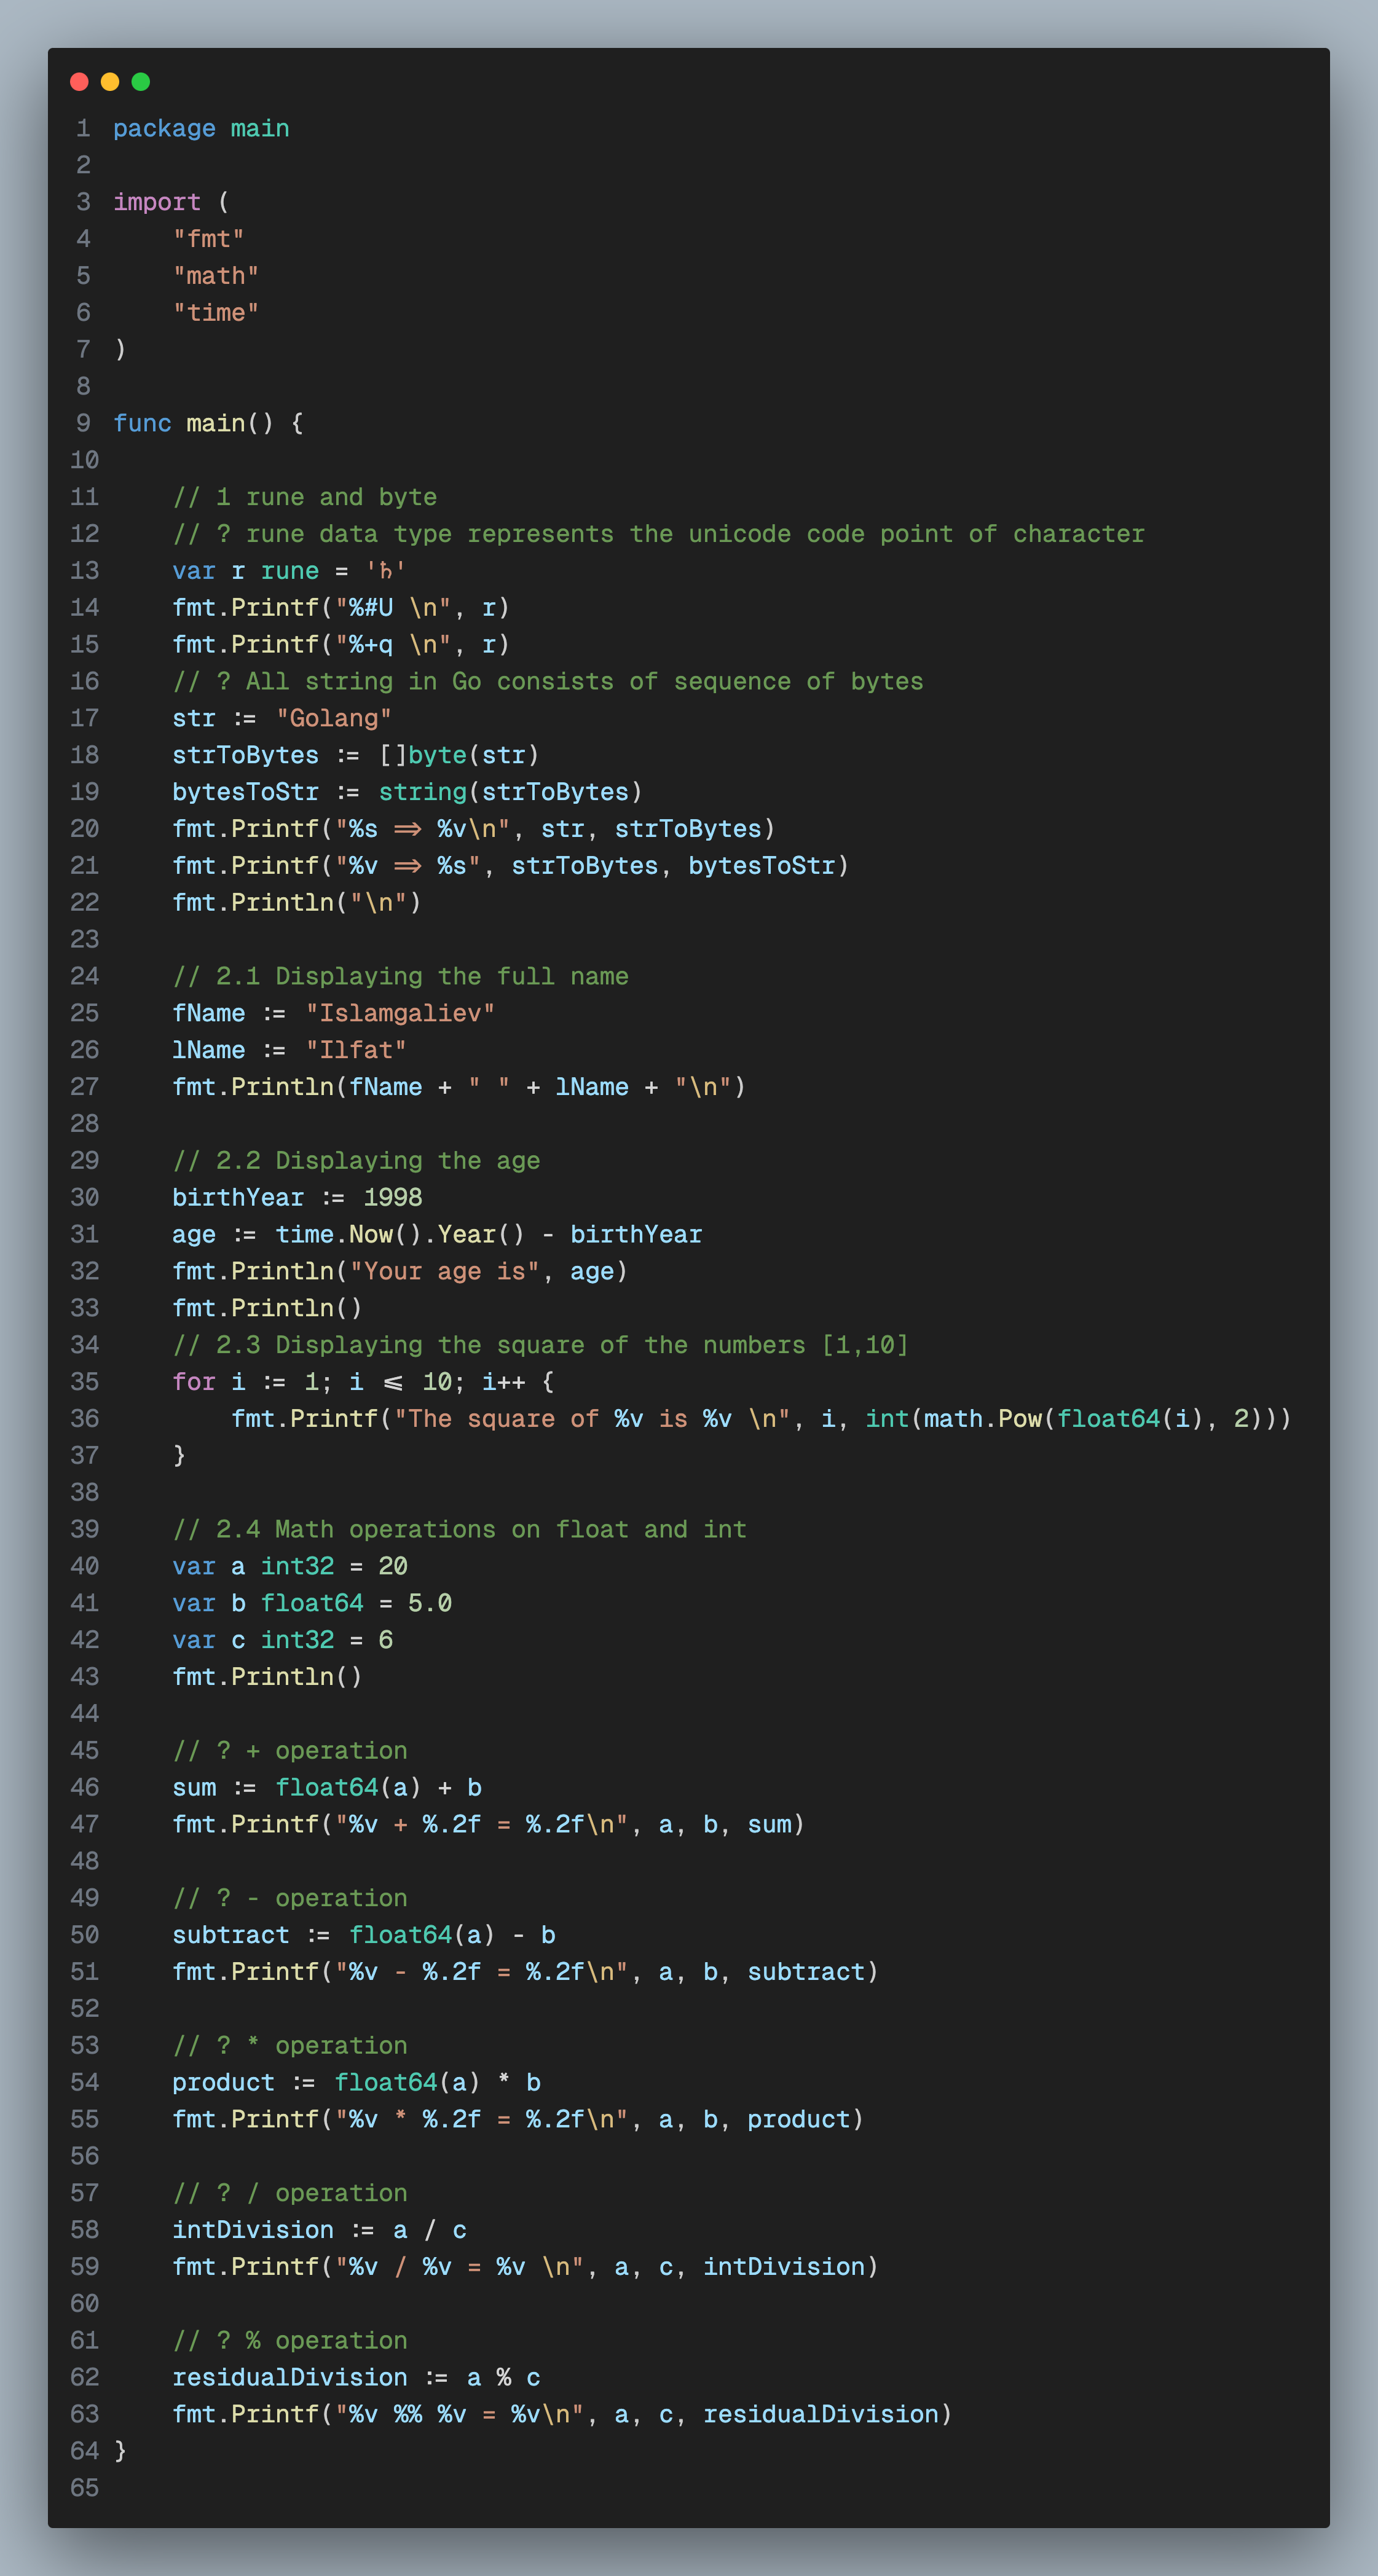 1 package main
2
3 import (
4     "fmt"
5     "math"
6     "time"
7 )
8
9 func main() {
10
11     // 1 rune and byte
12     // ? rune data type represents the unicode code point of character
13     var r rune = '♄'
14     fmt.Printf("%#U \n", r)
15     fmt.Printf("%+q \n", r)
16     // ? All string in Go consists of sequence of bytes
17     str := "Golang"
18     strToBytes := []byte(str)
19     bytesToStr := string(strToBytes)
20     fmt.Printf("%s => %v\n", str, strToBytes)
21     fmt.Printf("%v => %s", strToBytes, bytesToStr)
22     fmt.Println("\n")
23
24     // 2.1 Displaying the full name
25     fName := "Islamgaliev"
26     lName := "Ilfat"
27     fmt.Println(fName + " " + lName + "\n")
28
29     // 2.2 Displaying the age
30     birthYear := 1998
31     age := time.Now().Year() - birthYear
32     fmt.Println("Your age is", age)
33     fmt.Println()
34     // 2.3 Displaying the square of the numbers [1,10]
35     for i := 1; i <= 10; i++ {
36         fmt.Printf("The square of %v is %v \n", i, int(math.Pow(float64(i), 2)))
37     }
38
39     // 2.4 Math operations on float and int
40     var a int32 = 20
41     var b float64 = 5.0
42     var c int32 = 6
43     fmt.Println()
44
45     // ? + operation
46     sum := float64(a) + b
47     fmt.Printf("%v + %.2f = %.2f\n", a, b, sum)
48
49     // ? - operation
50     subtract := float64(a) - b
51     fmt.Printf("%v - %.2f = %.2f\n", a, b, subtract)
52
53     // ? * operation
54     product := float64(a) * b
55     fmt.Printf("%v * %.2f = %.2f\n", a, b, product)
56
57     // ? / operation
58     intDivision := a / c
59     fmt.Printf("%v / %v = %v \n", a, c, intDivision)
60
61     // ? % operation
62     residualDivision := a % c
63     fmt.Printf("%v %% %v = %v\n", a, c, residualDivision)
64 }
65